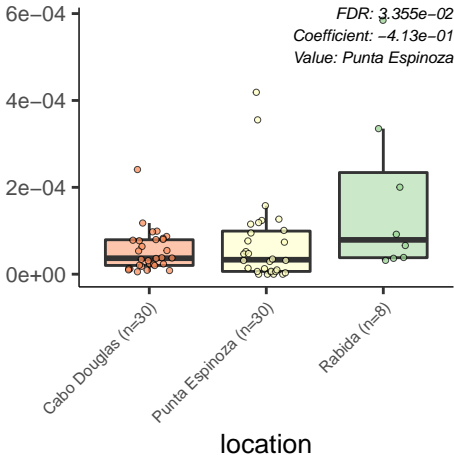 FDR: 3.355e−02
Coefficient: −4.13e−01
Value: Punta Espinoza
6e−04
4e−04
2e−04
0e+00
Cabo Douglas (n=30)
Punta Espinoza (n=30)
Rabida (n=8)
location